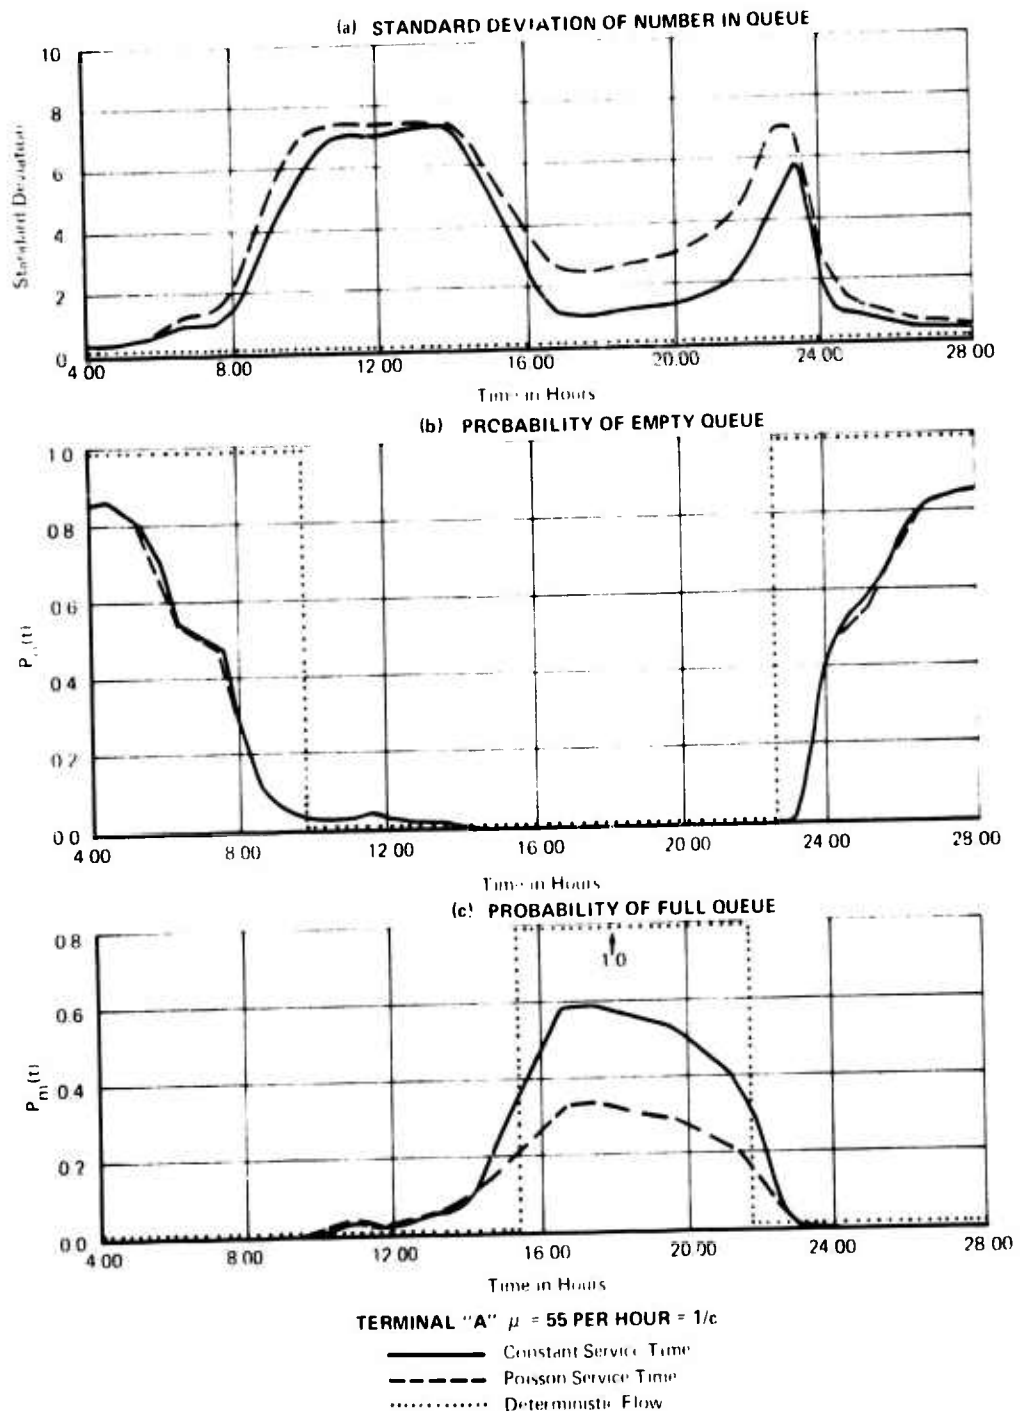 (a) STANDARD DEVIATION OF NUMBER IN QUEUE
10
8
6
4
2
0
Standard Deviation
4 00 8.00 12 00 16 00 20.00 24 00 28 00
Time in Hours
(b) PROBABILITY OF EMPTY QUEUE
1 0
0.8
0 6
0 4
0 2
0 0
4 00 8 00 12 00 16 00 20 00 24 00 28 00
Time in Hours
(c) PROBABILITY OF FULL QUEUE
0 8
0 6
0 4
0 2
0 0
Pm(t)
1 0
4 00 8 00 12 00 16 00 20 00 24 00 28 00
Time in Hours
TERMINAL "A" μ = 55 PER HOUR = 1/c
Constant Service Time
Poisson Service Time
Deterministic Flow